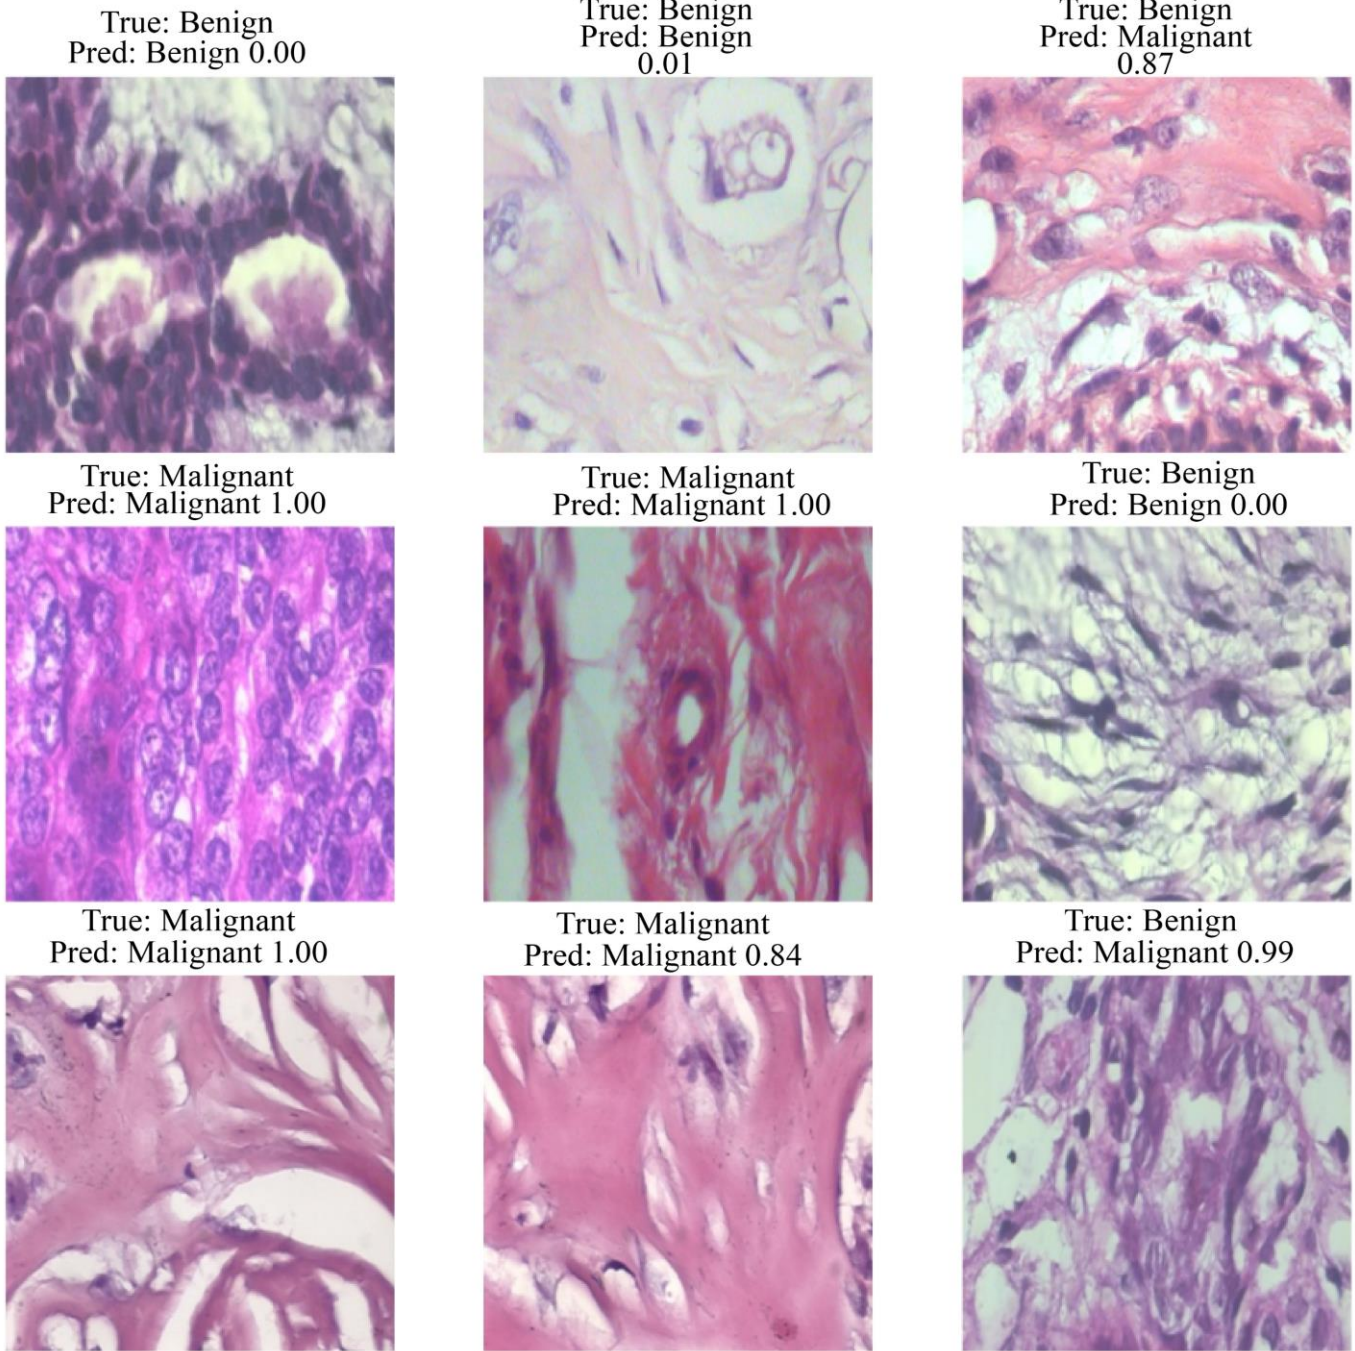 True: Benign
Pred: Benign 0.00
True: Benign
Pred: Benign
0.01
True: Benign
Pred: Malignant
0.87
True: Malignant
Pred: Malignant 1.00
True: Malignant
Pred: Malignant 1.00
True: Benign
Pred: Benign 0.00
True: Malignant
Pred: Malignant 1.00
True: Malignant
Pred: Malignant 0.84
True: Benign
Pred: Malignant 0.99